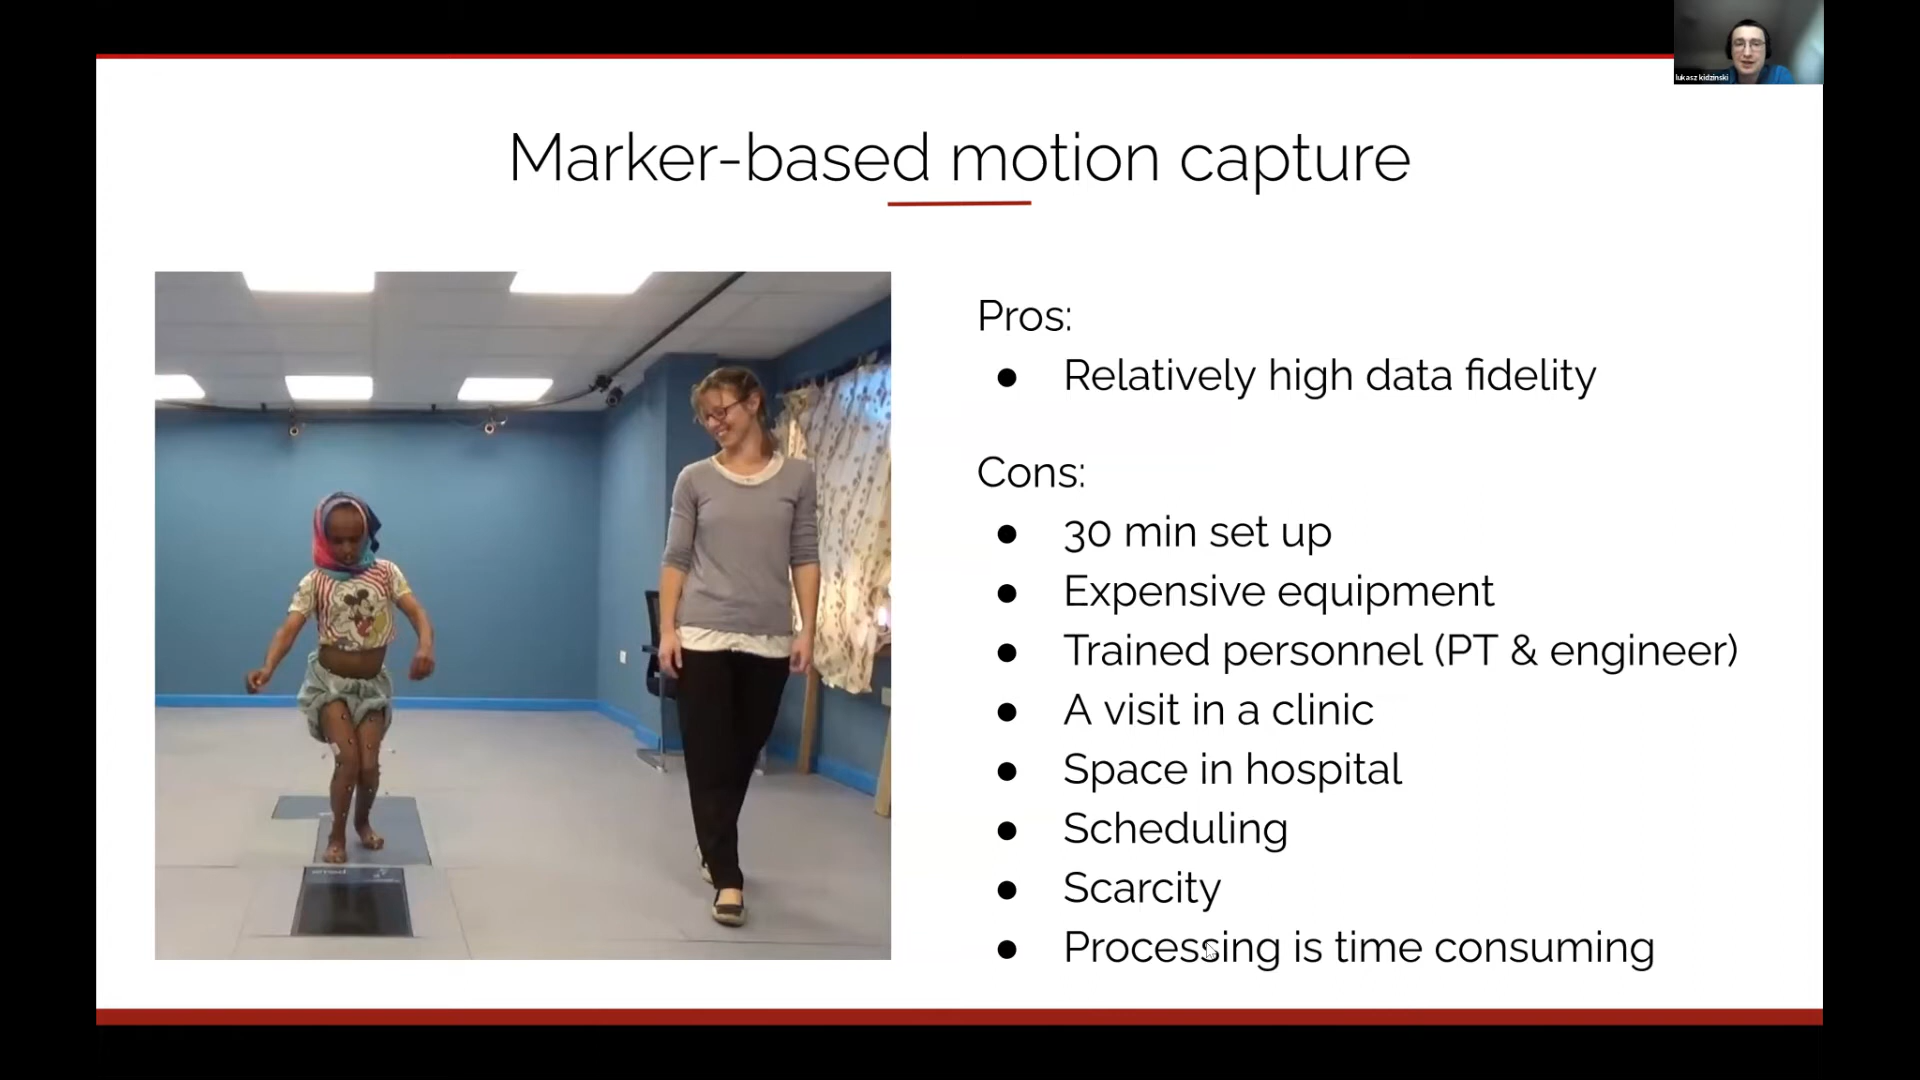 lukasz kidzinski
Marker-based motion capture
Pros:
● Relatively high data fidelity
Cons:
● 30 min set up
● Expensive equipment
● Trained personnel (PT & engineer)
● A visit in a clinic
● Space in hospital
● Scheduling
● Scarcity
● Processing is time consuming